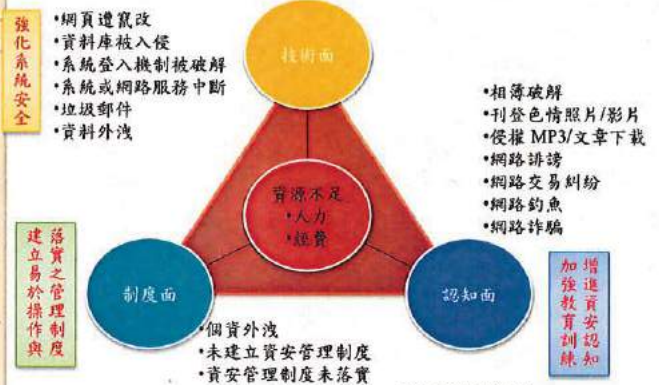 強化系統安全
•網頁遭竄改
•資料庫被入侵
•系統登入機制被破解
•系統或網路服務中斷
•垃圾郵件
•資料外洩
技術面
•相簿破解
•刊登色情照片/影片
•侵權 MP3/文章下載
•網路誹謗
•網路交易糾紛
•網路釣魚
•網路詐騙
資源不足
•人力
•經費
建立易於操作與
落實之管理制度
制度面
認知面
加強教育訓練
增進資安認知
•個資外洩
•未建立資安管理制度
•資安管理制度未落實